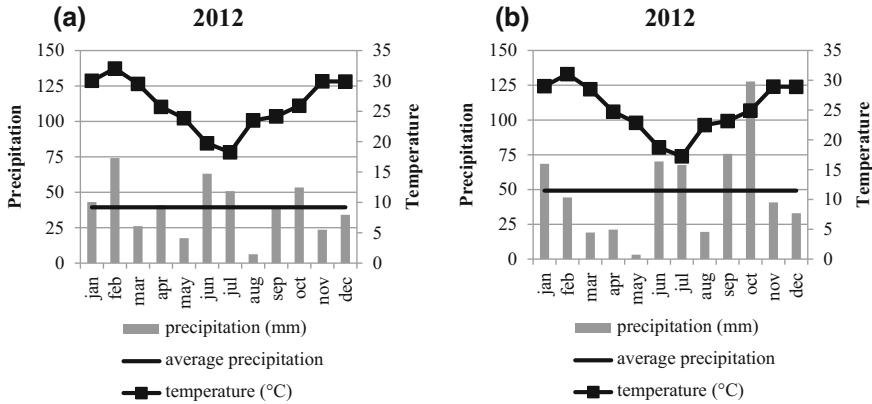 (a) 2012
150 35
125 30
100 25
75 20
50 15
25 10
0 5
0
Precipitation
Temperature
jan feb mar apr may jun jul aug sep oct nov dec
precipitation (mm)
average precipitation
temperature (°C)
(b) 2012
150 35
125 30
100 25
75 20
50 15
25 10
0 5
0
Precipitation
Temperature
jan feb mar apr may jun jul aug sep oct nov dec
precipitation (mm)
average precipitation
temperature (°C)